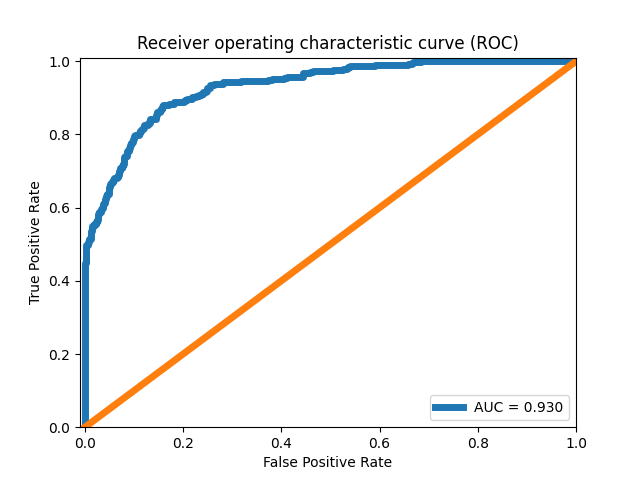 Receiver operating characteristic curve (ROC)
True Positive Rate
1.0
0.8
0.6
0.4
0.2
0.0
AUC = 0.930
0.0 0.2 0.4 0.6 0.8 1.0
False Positive Rate